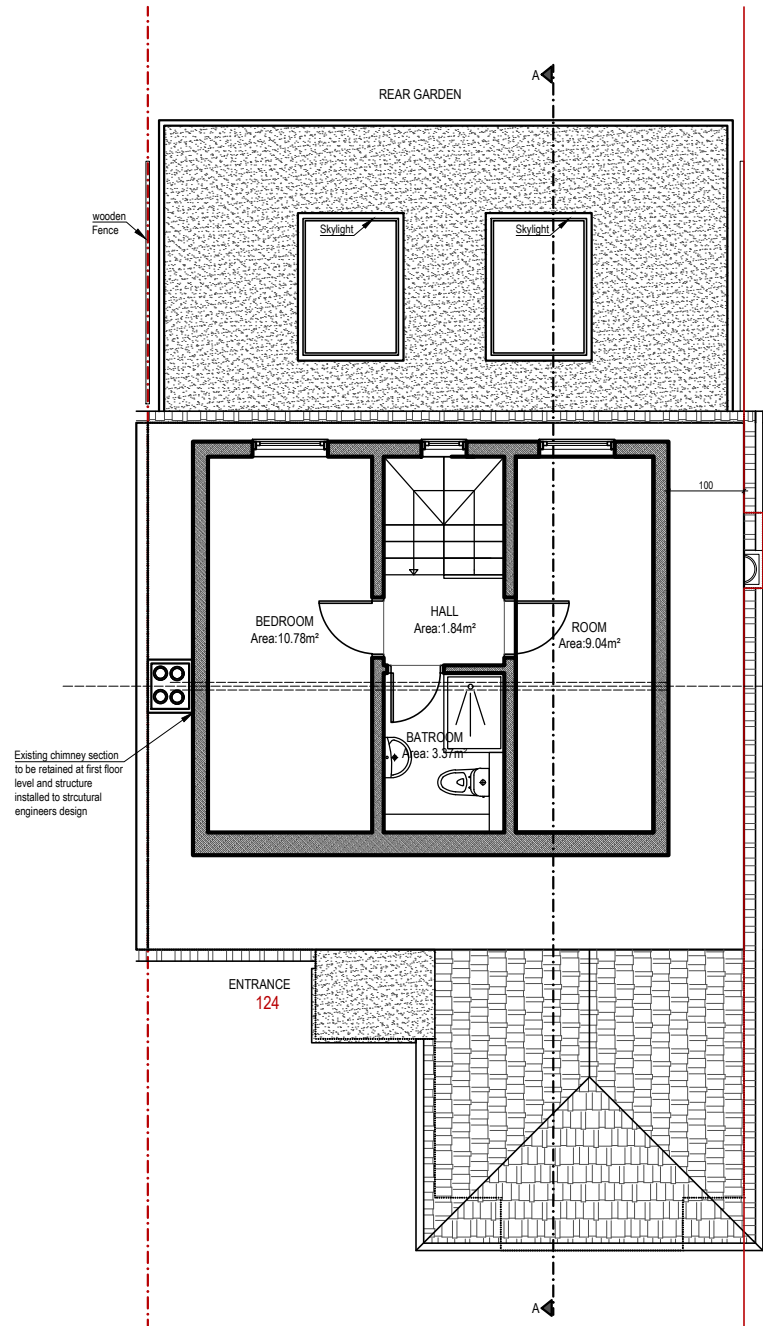 A
REAR GARDEN
wooden
Fence
Skylight
Skylight
100
BEDROOM
Area:10.78m²
HALL
Area:1.84m²
ROOM
Area:9.04m²
BATROOM
Area: 3.37m²
Existing chimney section
to be retained at first floor
level and structure
installed to strcutural
engineers design
ENTRANCE
124
A